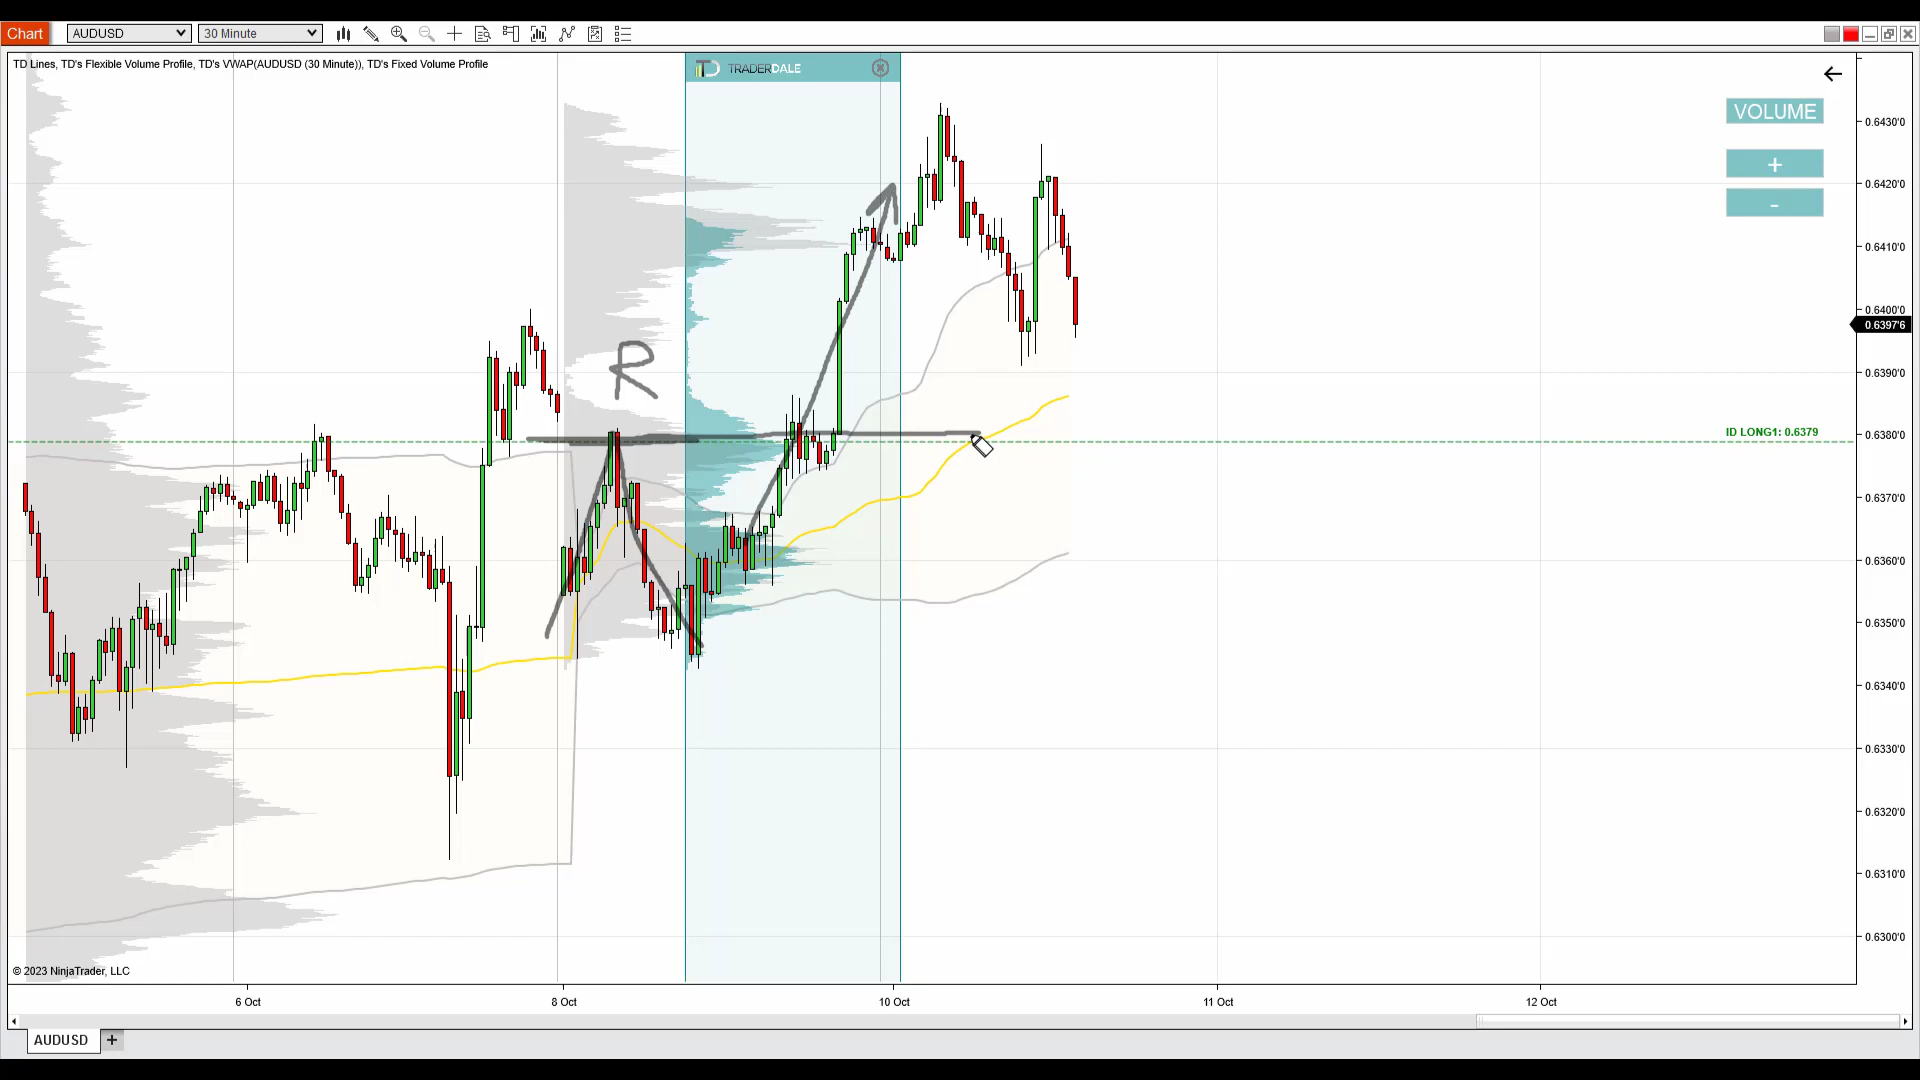 Chart AUDUSD 30 Minute
TD Lines, TD's Flexible Volume Profile, TD's VWAP(AUDUSD (30 Minute)), TD's Fixed Volume Profile
TRADERDALE
VOLUME
+
-
0.6430'0
0.6420'0
0.6410'0
0.6400'0
0.6397'6
0.6390'0
R
ID LONG1: 0.6379
0.6380'0
0.6370'0
0.6360'0
0.6350'0
0.6340'0
0.6330'0
0.6320'0
0.6310'0
0.6300'0
© 2023 NinjaTrader, LLC
6 Oct 8 Oct 10 Oct 11 Oct 12 Oct
AUDUSD +